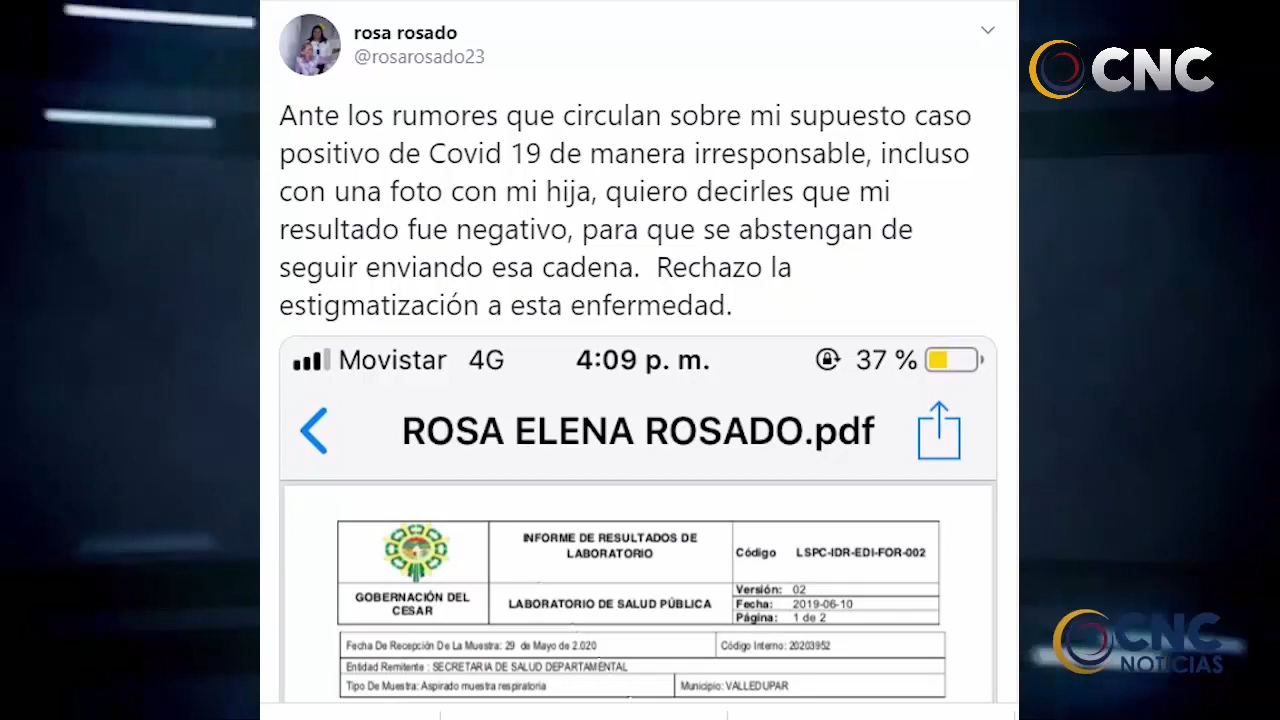 rosa rosado
@rosarosado23
CNC
Ante los rumores que circulan sobre mi supuesto caso
positivo de Covid 19 de manera irresponsable, incluso
con una foto con mi hija, quiero decirles que mi
resultado fue negativo, para que se abstengan de
seguir enviando esa cadena.  Rechazo la
estigmatización a esta enfermedad.
Movistar 4G 4:09 p. m. 37 %
ROSA ELENA ROSADO.pdf
INFORME DE RESULTADOS DE
LABORATORIO
Código LSPC-IDR-EDI-FOR-002
GOBERNACIÓN DEL
CESAR
LABORATORIO DE SALUD PÚBLICA
Versión: 02
Fecha: 2019-06-10
Página: 1 de 2
Fecha De Recepción De La Muestra: 29 de Mayo de 2.020 Código Interno: 20203952
Entidad Remitente : SECRETARIA DE SALUD DEPARTAMENTAL
Tipo De Muestra: Aspirado muestra respiratoria Municipio: VALLEDUPAR
CNC
NOTICIAS